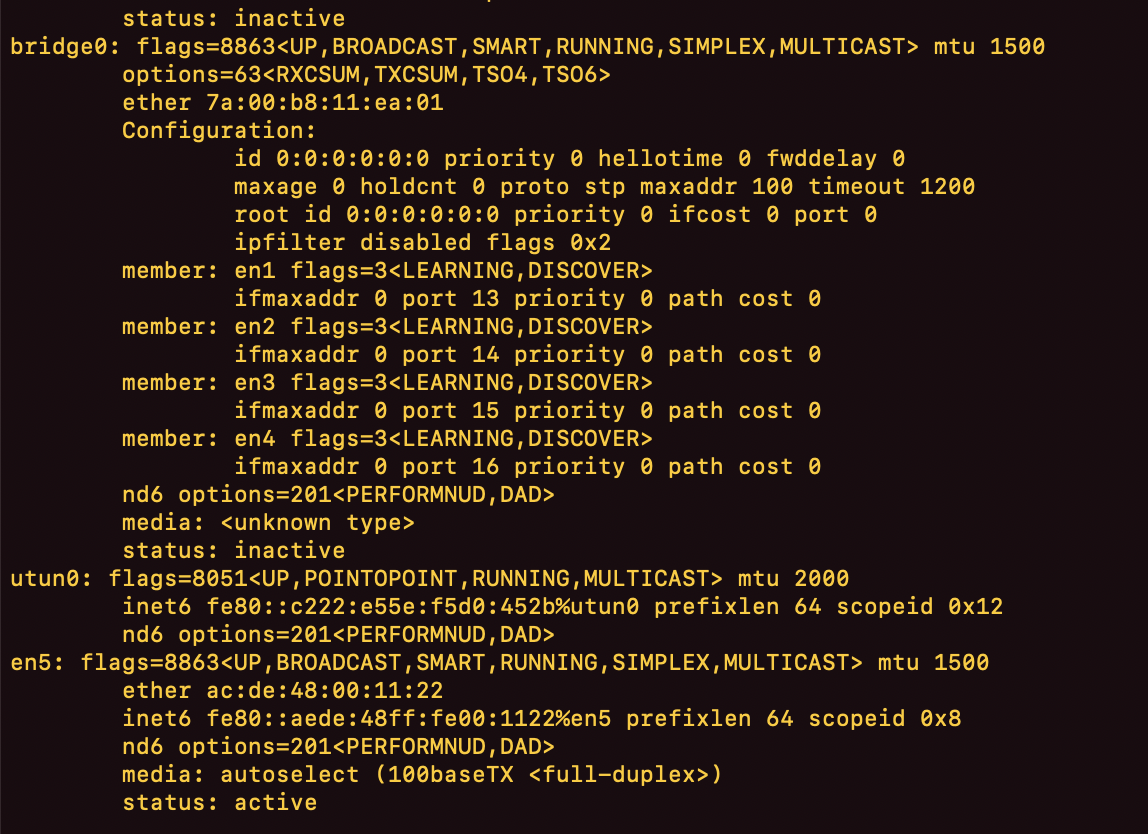 status: inactive
bridge0: flags=8863<UP,BROADCAST,SMART,RUNNING,SIMPLEX,MULTICAST> mtu 1500
options=63<RXCSUM,TXCSUM,TSO4,TSO6>
ether 7a:00:b8:11:ea:01
Configuration:
id 0:0:0:0:0:0 priority 0 hellotime 0 fwddelay 0
maxage 0 holdcnt 0 proto stp maxaddr 100 timeout 1200
root id 0:0:0:0:0:0 priority 0 ifcost 0 port 0
ipfilter disabled flags 0x2
member: en1 flags=3<LEARNING,DISCOVER>
ifmaxaddr 0 port 13 priority 0 path cost 0
member: en2 flags=3<LEARNING,DISCOVER>
ifmaxaddr 0 port 14 priority 0 path cost 0
member: en3 flags=3<LEARNING,DISCOVER>
ifmaxaddr 0 port 15 priority 0 path cost 0
member: en4 flags=3<LEARNING,DISCOVER>
ifmaxaddr 0 port 16 priority 0 path cost 0
nd6 options=201<PERFORMNUD,DAD>
media: <unknown type>
status: inactive
utun0: flags=8051<UP,POINTOPOINT,RUNNING,MULTICAST> mtu 2000
inet6 fe80::c222:e55e:f5d0:452b%utun0 prefixlen 64 scopeid 0x12
nd6 options=201<PERFORMNUD,DAD>
en5: flags=8863<UP,BROADCAST,SMART,RUNNING,SIMPLEX,MULTICAST> mtu 1500
ether ac:de:48:00:11:22
inet6 fe80::aede:48ff:fe00:1122%en5 prefixlen 64 scopeid 0x8
nd6 options=201<PERFORMNUD,DAD>
media: autoselect (100baseTX <full-duplex>)
status: active